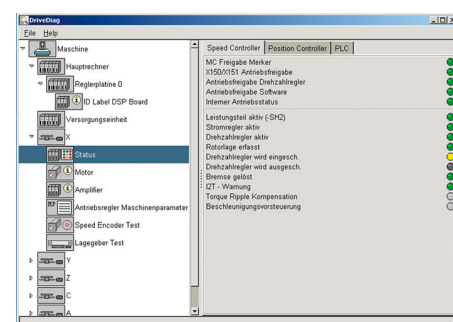 DriveDiag
File Help
Maschine
Hauptrechner
Reglerplatine 0
ID Label DSP Board
Versorgungseinheit
X
Status
Motor
Amplifier
Antriebsregler Maschinenparameter
Speed Encoder Test
Lagegeber Test
Y
Z
C
A
Speed Controller Position Controller PLC
MC Freigabe Merker
X150/X151 Antriebsfreigabe
Antriebsfreigabe Drehzahlregler
Antriebsfreigabe Software
Interner Antriebsstatus
Leistungsteil aktiv (-SH2)
Stromregler aktiv
Drehzahlregler aktiv
Rotorlage erfasst
Drehzahlregler wird eingesch.
Drehzahlregler wird ausgesch.
Bremse gelöst
I2T - Warnung
Torque Ripple Kompensation
Beschleunigungsvorsteuerung